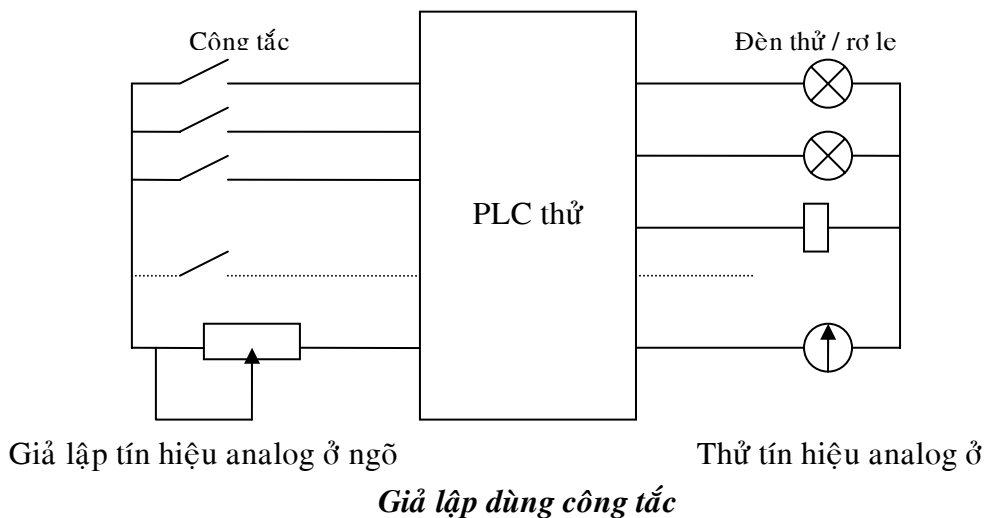 Công tắc
Đèn thử / rơ le
PLC thử
Giả lập tín hiệu analog ở ngõ
Thử tín hiệu analog ở
Giả lập dùng công tắc